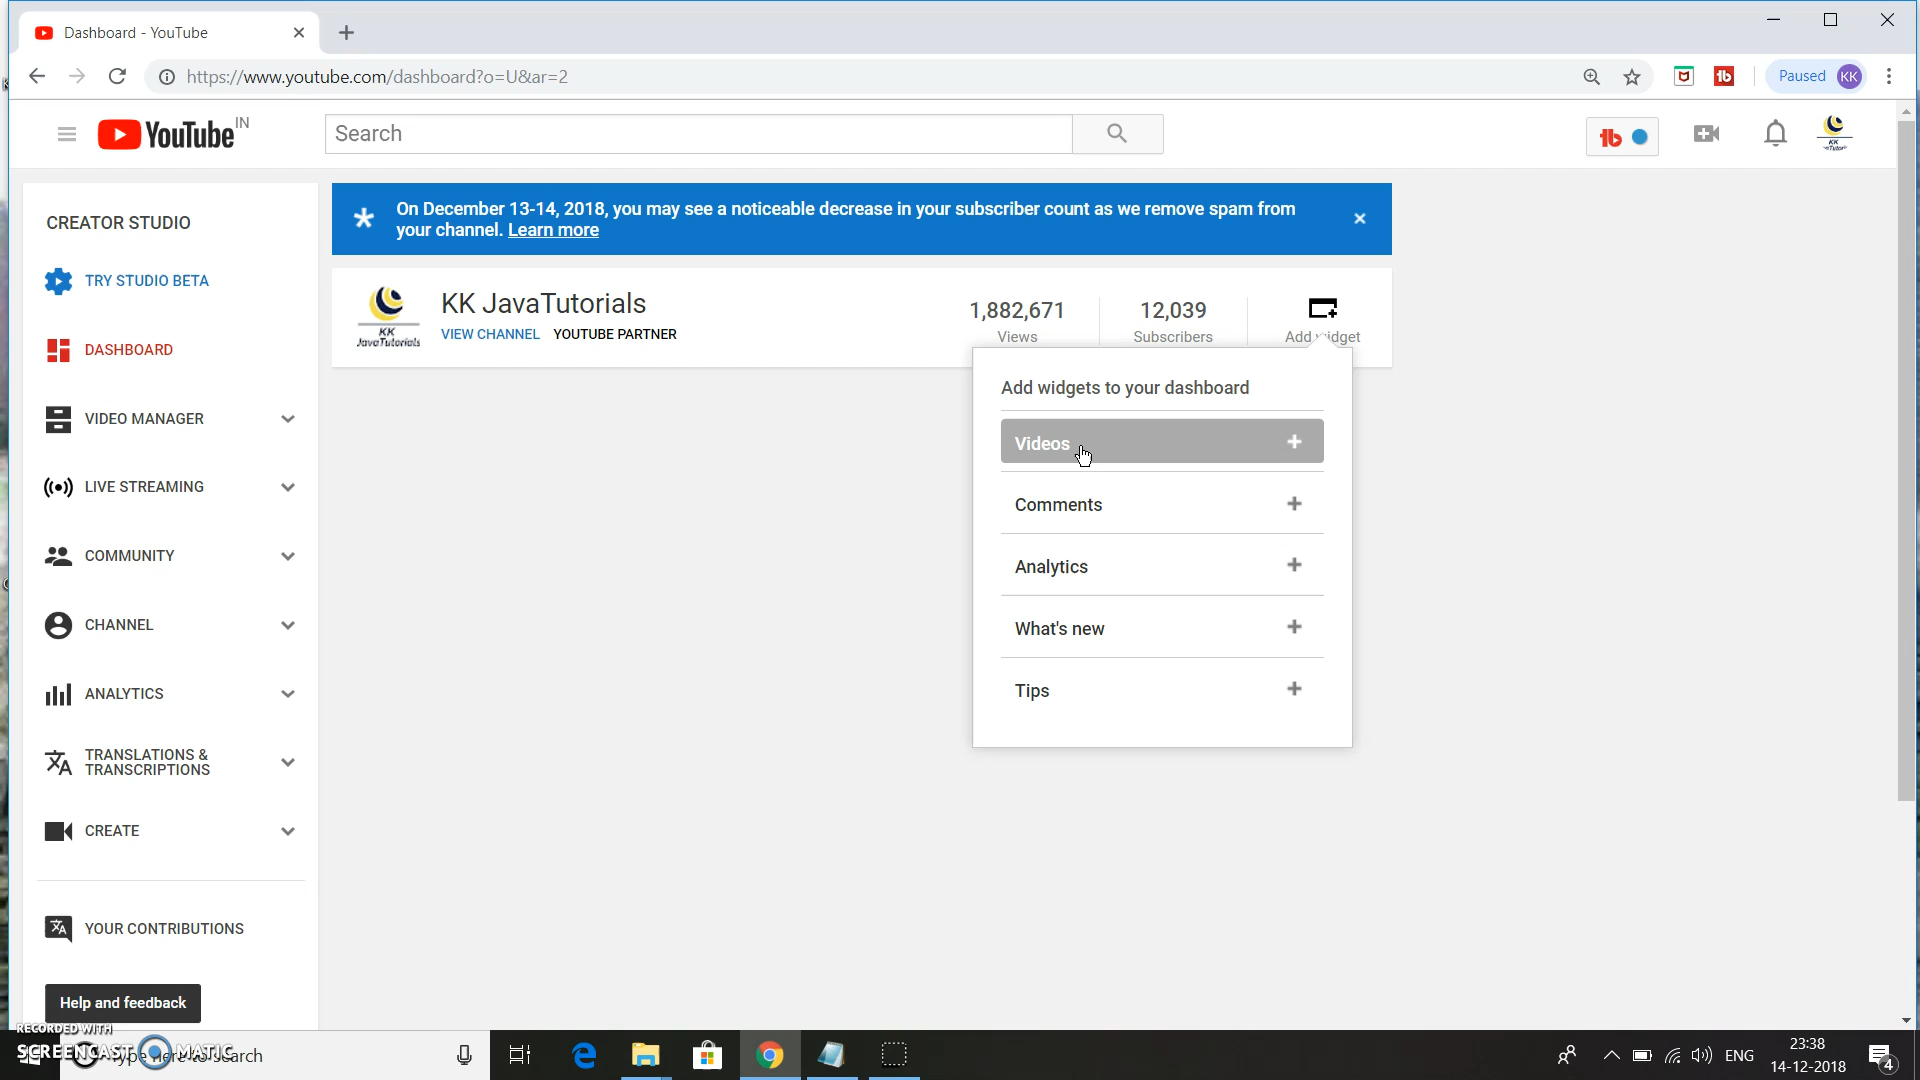 Dashboard - YouTube
https://www.youtube.com/dashboard?o=U&ar=2
Paused KK
YouTube IN
Search
CREATOR STUDIO
TRY STUDIO BETA
DASHBOARD
VIDEO MANAGER
LIVE STREAMING
COMMUNITY
CHANNEL
ANALYTICS
TRANSLATIONS &
TRANSCRIPTIONS
CREATE
YOUR CONTRIBUTIONS
Help and feedback
On December 13-14, 2018, you may see a noticeable decrease in your subscriber count as we remove spam from
your channel. Learn more
KK
JavaTutorials
KK JavaTutorials
VIEW CHANNEL YOUTUBE PARTNER
1,882,671
Views
12,039
Subscribers
Add widget
Add widgets to your dashboard
Videos
Comments
Analytics
What's new
Tips
RECORDED WITH
SCREENCAST MATIC
Type here to search
ENG
23:38
14-12-2018
4